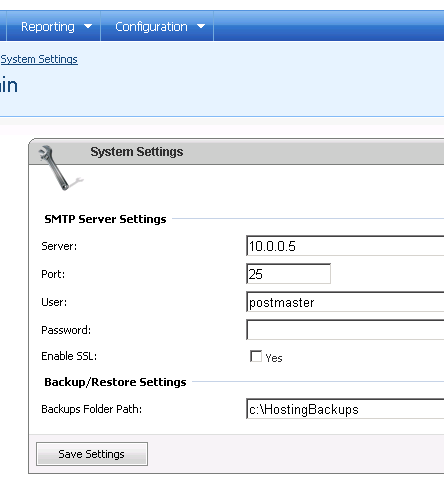 Reporting Configuration
System Settings
in
System Settings
SMTP Server Settings
Server: 10.0.0.5
Port: 25
User: postmaster
Password:
Enable SSL: Yes
Backup/Restore Settings
Backups Folder Path: c:\HostingBackups
Save Settings